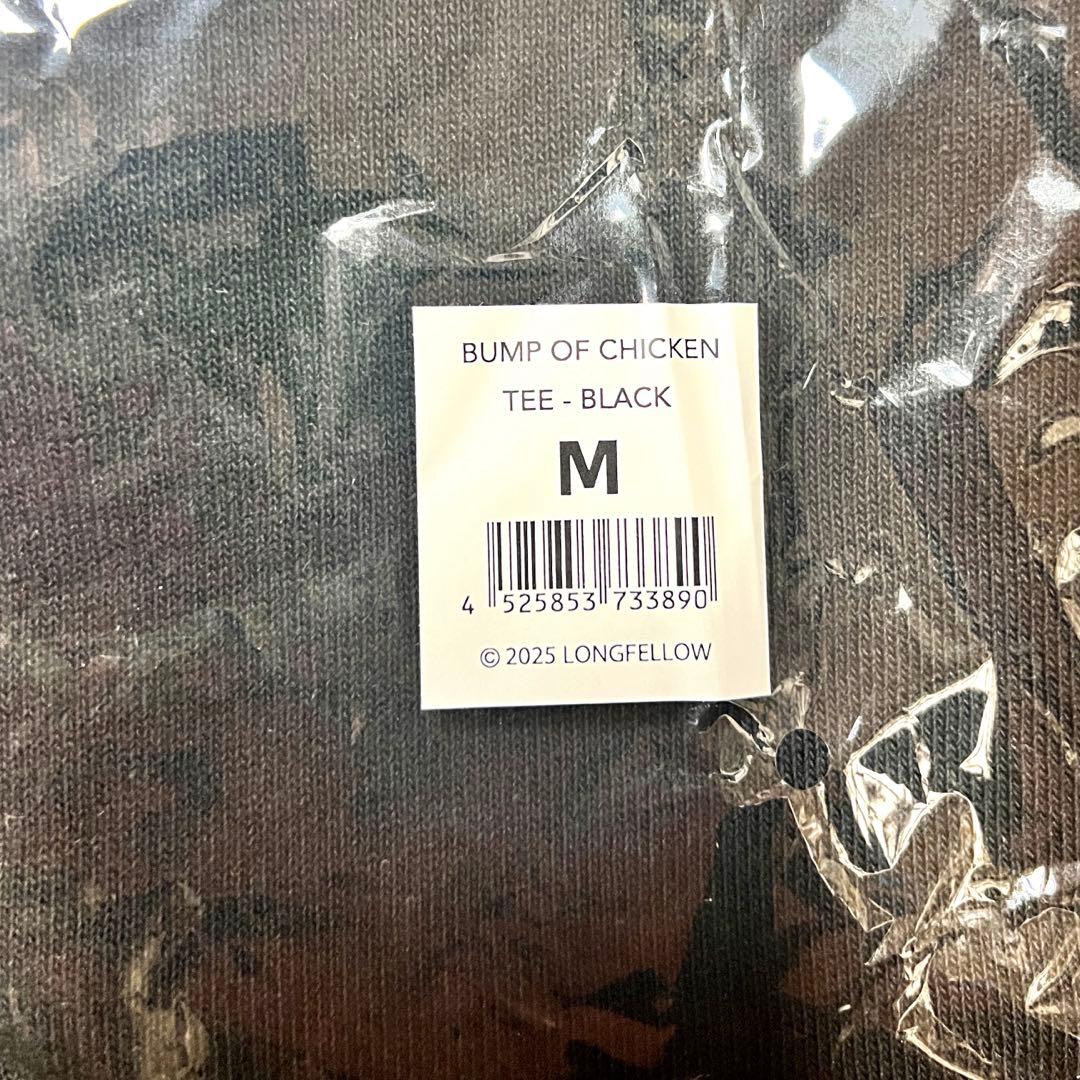 BUMP OF CHICKEN
TEE - BLACK
M
4 525853 733890
© 2025 LONGFELLOW